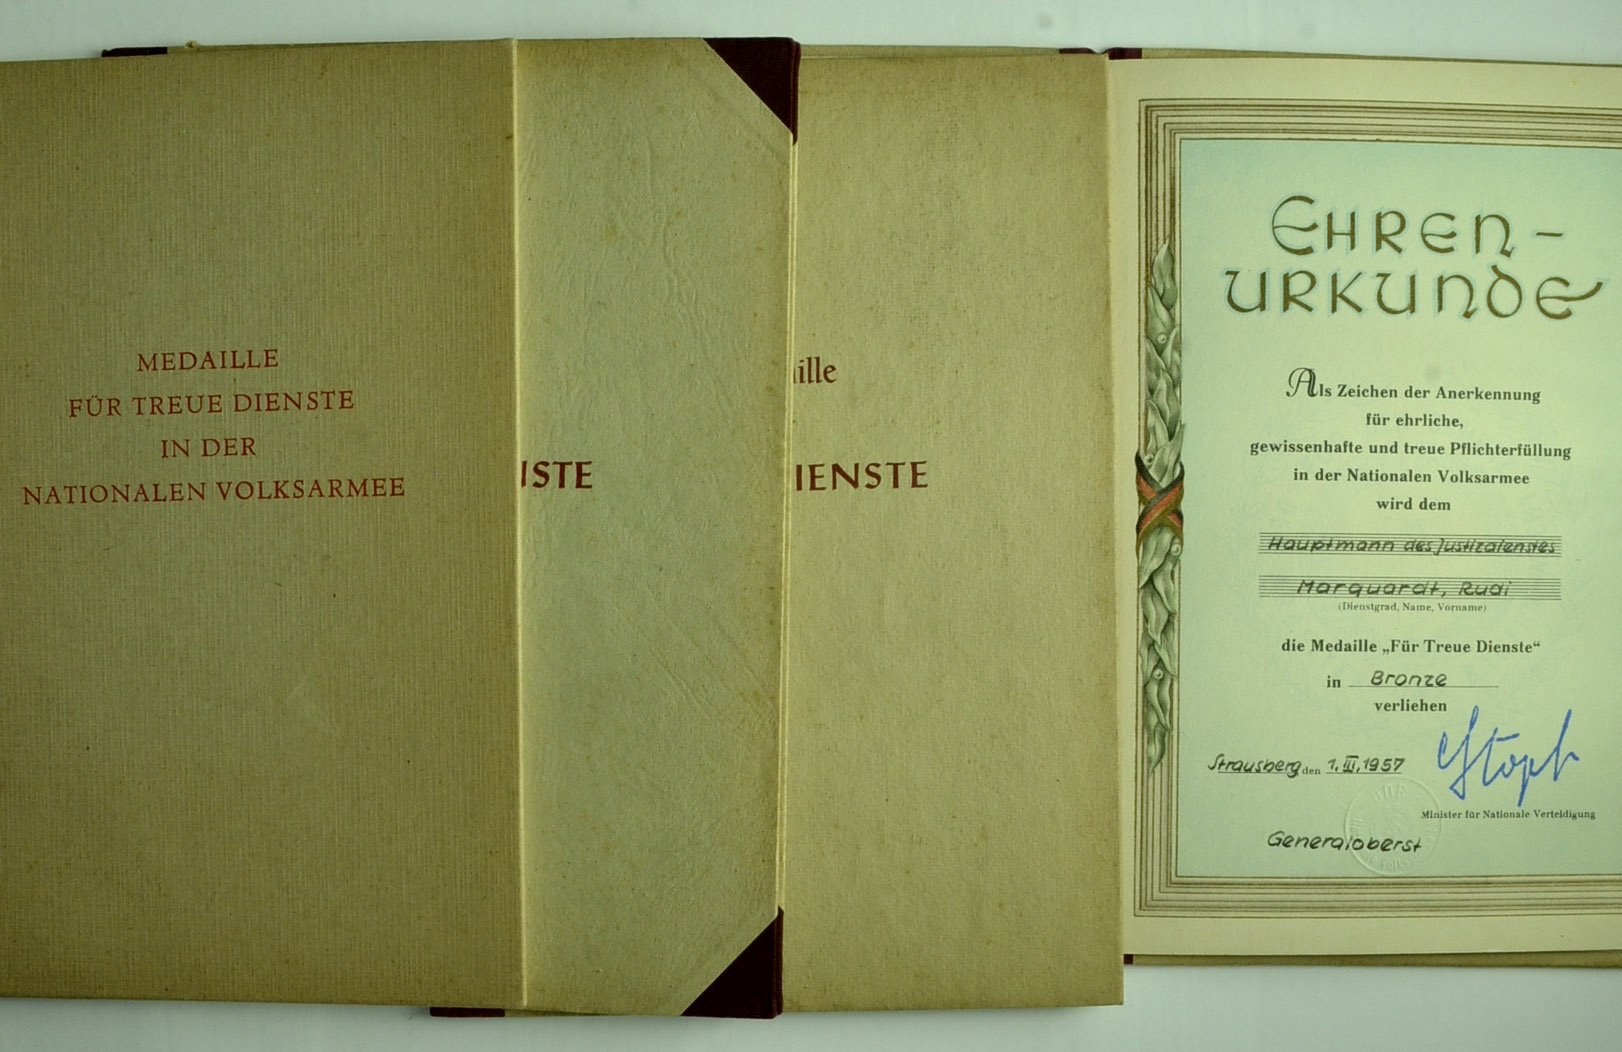 MEDAILLE
FÜR TREUE DIENSTE
IN DER
NATIONALEN VOLKSARMEE
ISTE
ille
IENSTE
EHREN-
URKUNDE
Als Zeichen der Anerkennung
für ehrliche,
gewissenhafte und treue Pflichterfüllung
in der Nationalen Volksarmee
wird dem
Hauptmann des Justizdienstes
Marquardt, Rudi
(Dienstgrad, Name, Vorname)
die Medaille „Für Treue Dienste“
in Bronze
verliehen
Strausberg den 1.III.1957
Stoph
Minister für Nationale Verteidigung
Generaloberst
DDR